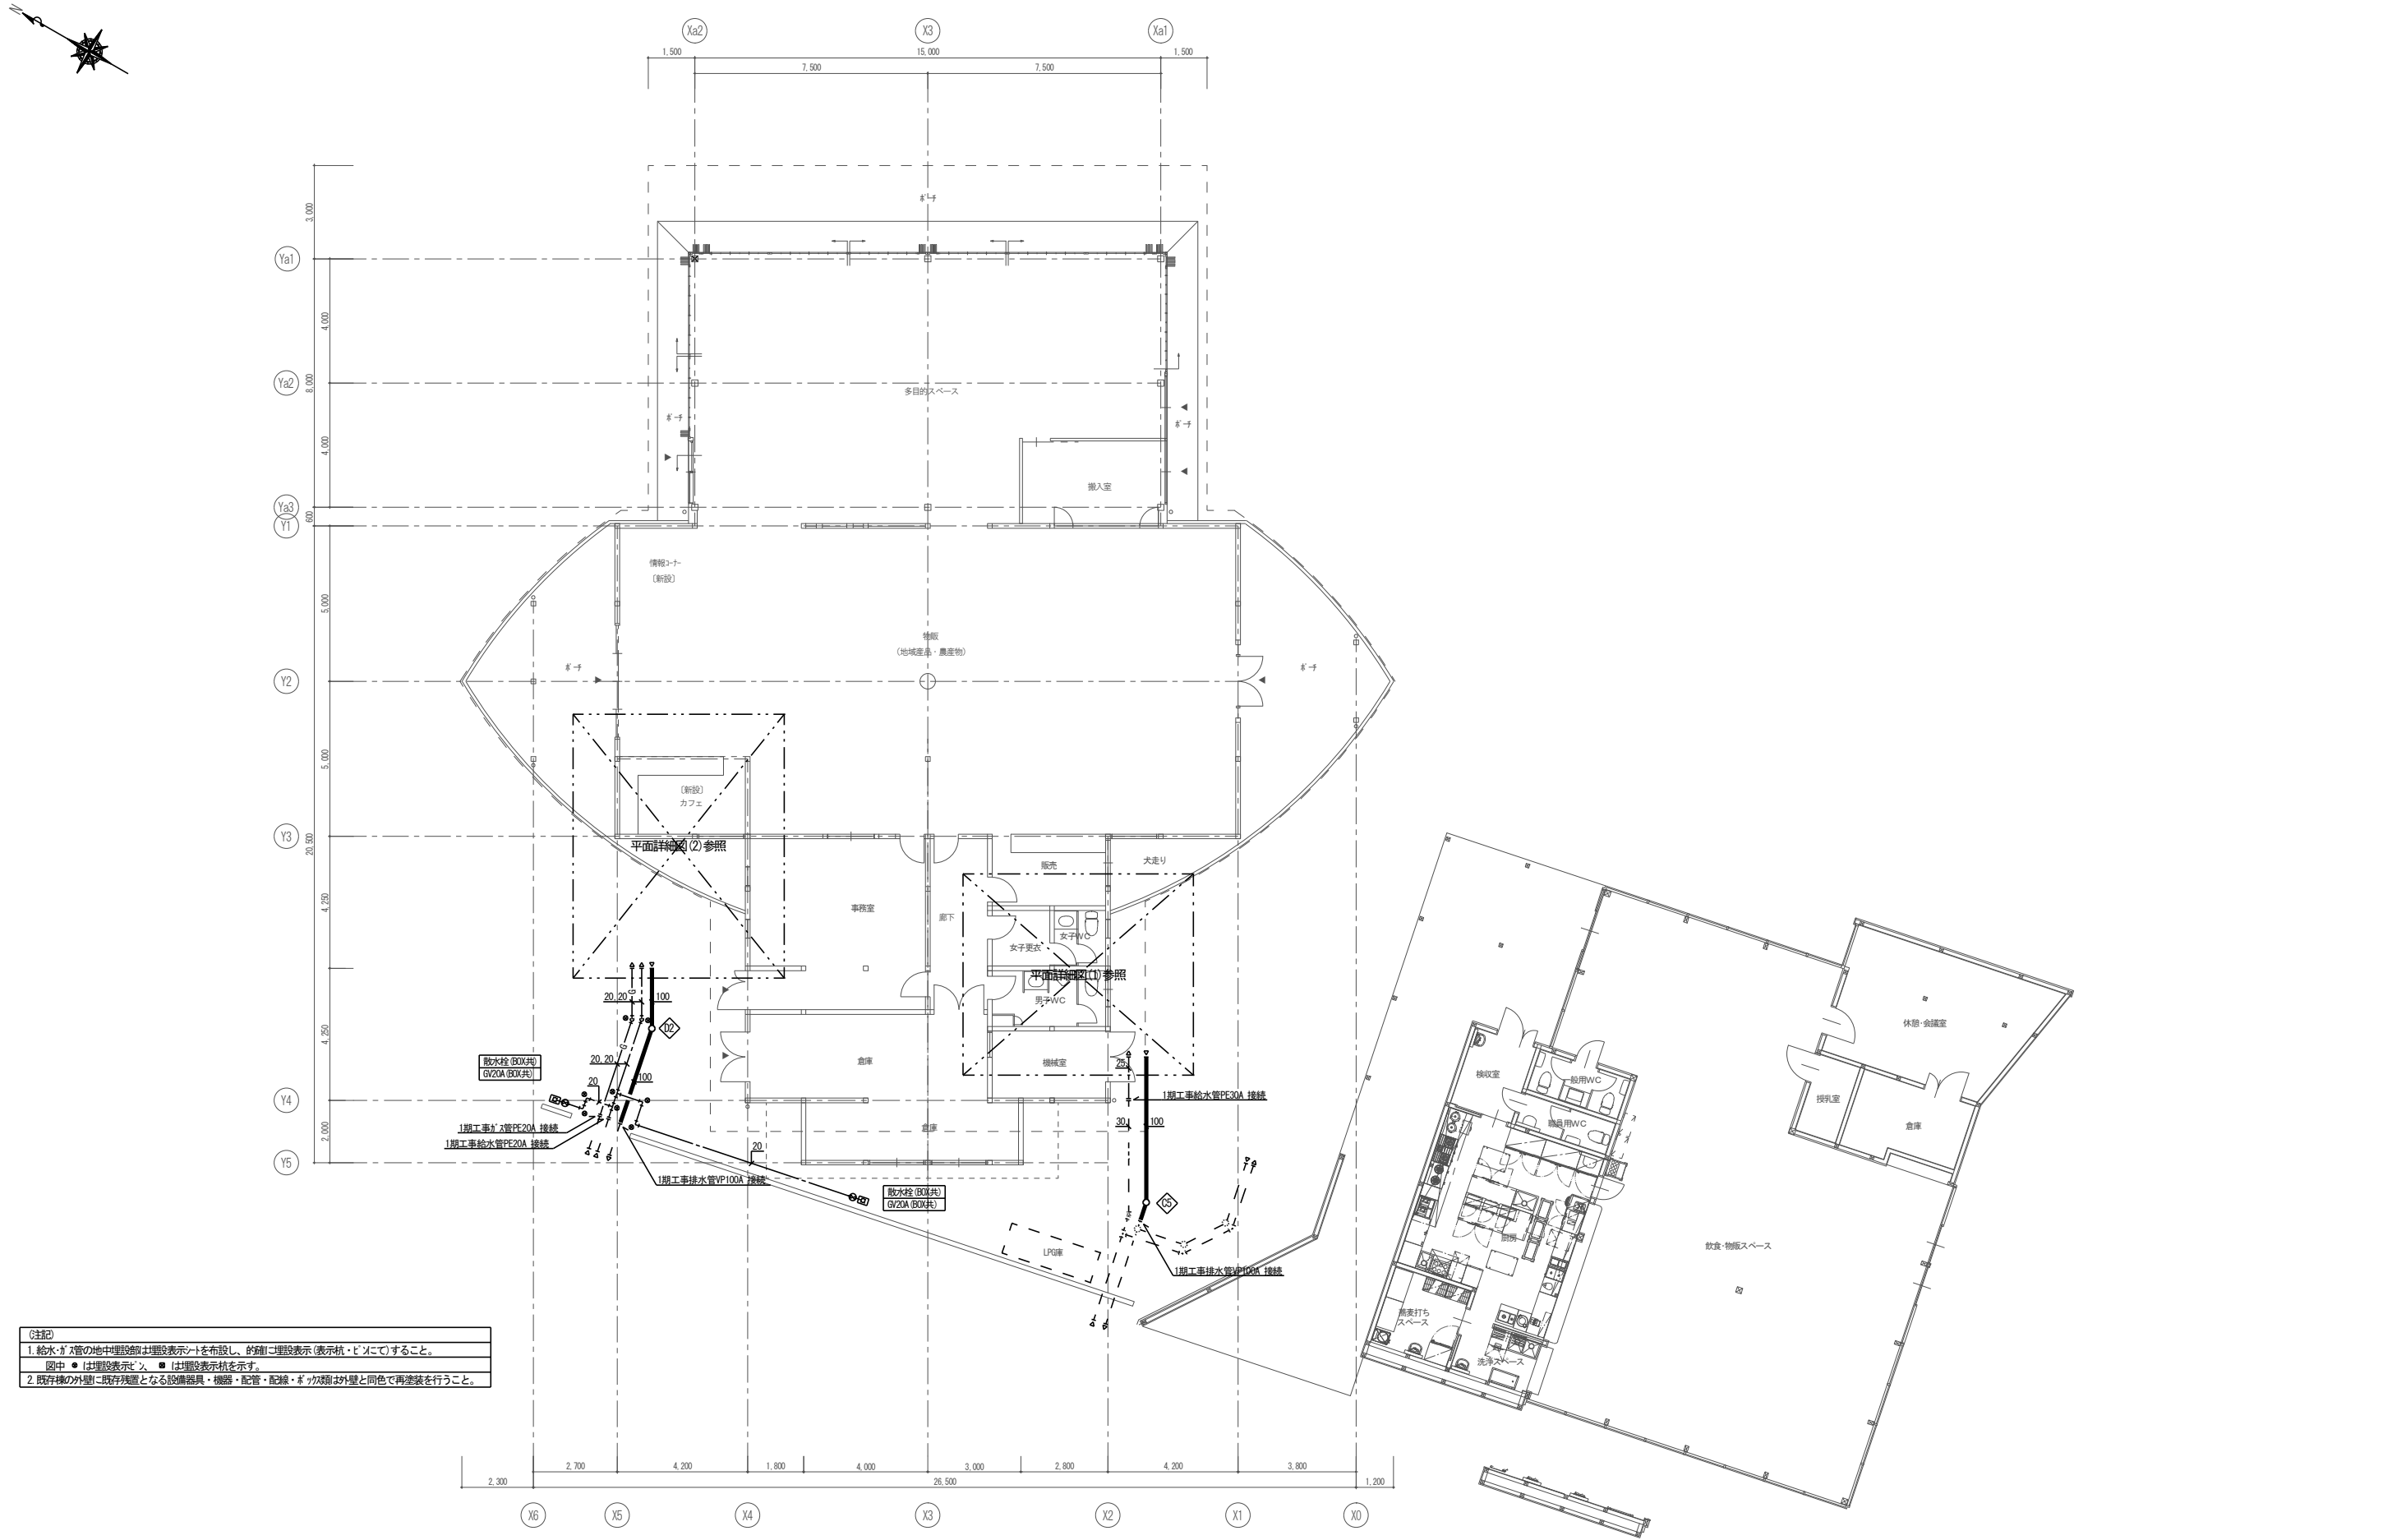 N
Xa2
X3
Xa1
1,500
15,000
1,500
7,500
7,500
ﾎﾟｰﾁ
3,000
Ya1
4,000
Ya2
8,000
多目的スペース
ﾎﾟｰﾁ
ﾎﾟｰﾁ
4,000
搬入室
Ya3
600
Y1
情報ｺｰﾅｰ
〔新設〕
5,000
物販
（地域産品・農産物）
ﾎﾟｰﾁ
ﾎﾟｰﾁ
Y2
5,000
〔新設〕
カフェ
Y3
20,500
平面詳細図(2)参照
販売
犬走り
4,250
事務室
廊下
女子更衣
女子WC
平面詳細図(1)参照
男子WC
休憩・会議室
G
20
20
100
D2
4,250
散水栓(BOX共)
GV20A(BOX共)
G
20
20
20
100
倉庫
機械室
25
検収室
一般用WC
授乳室
倉庫
Y4
1期工事給水管PE30A 接続
職員用WC
1期工事ｶﾞｽ管PE20A 接続
1期工事給水管PE20A 接続
倉庫
30
100
2,000
20
Y5
1期工事排水管VP100A 接続
散水栓(BOX共)
GV20A(BOX共)
C5
LPG庫
厨房
飲食・物販スペース
1期工事排水管VP100A 接続
蕎麦打ち
スペース
洗浄スペース
(注記)
1. 給水・ｶﾞｽ管の地中埋設部は埋設表示ｼｰﾄを布設し、的確に埋設表示(表示杭・ﾋﾟﾝにて)すること。
図中 は埋設表示ﾋﾟﾝ、 は埋設表示杭を示す。
2. 既存棟の外壁に既存残置となる設備器具・機器・配管・配線・ﾎﾞｯｸｽ類は外壁と同色で再塗装を行うこと。
2,700
4,200
1,800
4,000
3,000
2,800
4,200
3,800
2,300
26,500
1,200
X6
X5
X4
X3
X2
X1
X0